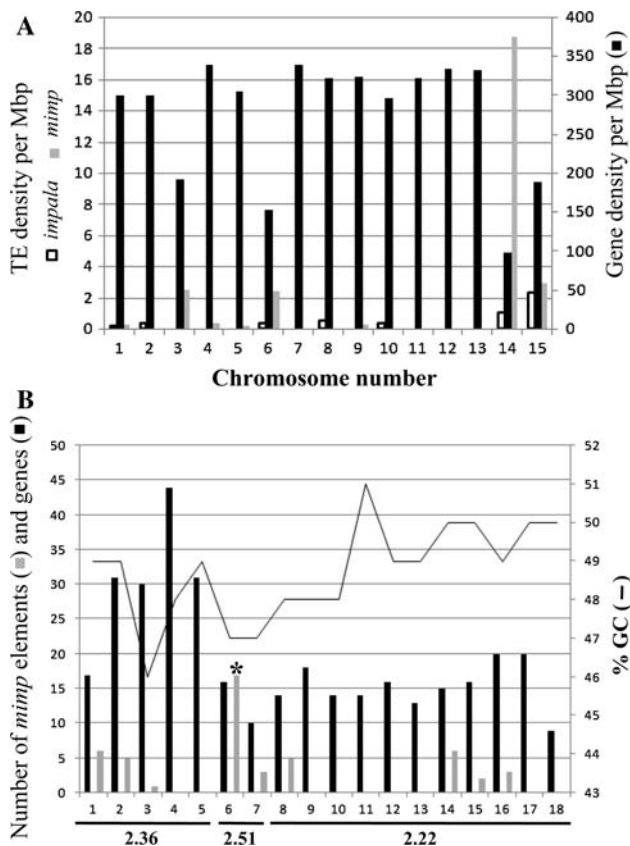 A
TE density per Mbp
impala mimp
Gene density per Mbp
20 18 16 14 12 10 8 6 4 2 0
400 350 300 250 200 150 100 50 0
1 2 3 4 5 6 7 8 9 10 11 12 13 14 15
Chromosome number
B
Number of mimp elements ( ) and genes ( )
50 45 40 35 30 25 20 15 10 5 0
*
% GC (–)
52 51 50 49 48 47 46 45 44 43
1 2 3 4 5 6 7 8 9 10 11 12 13 14 15 16 17 18
2.36 2.51 2.22